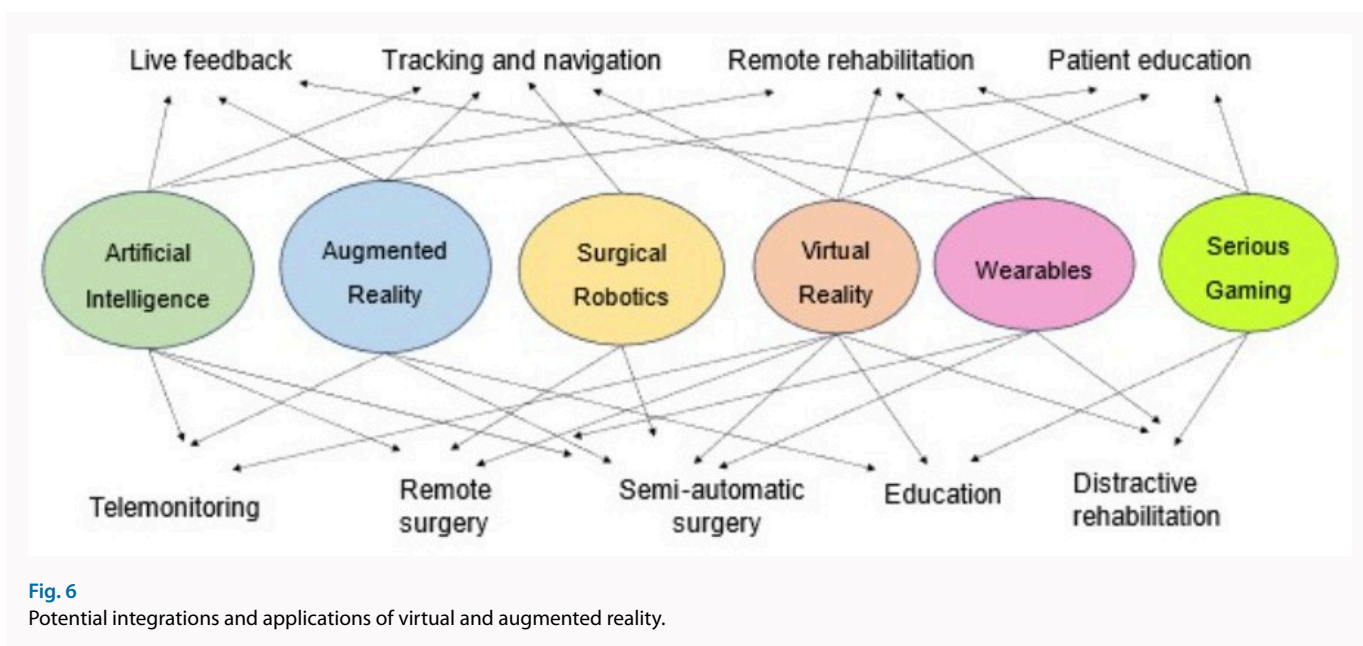 Live feedback
Tracking and navigation
Remote rehabilitation
Patient education
Artificial
Intelligence
Augmented
Reality
Surgical
Robotics
Virtual
Reality
Wearables
Serious
Gaming
Telemonitoring
Remote
surgery
Semi-automatic
surgery
Education
Distractive
rehabilitation
Fig. 6
Potential integrations and applications of virtual and augmented reality.